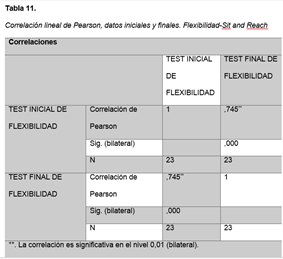 Tabla 11.
Correlación lineal de Pearson, datos iniciales y finales. Flexibilidad-Sit and Reach
Correlaciones
TEST INICIAL DE FLEXIBILIDAD TEST FINAL DE FLEXIBILIDAD
TEST INICIAL DE FLEXIBILIDAD Correlación de Pearson 1 ,745**
Sig. (bilateral) ,000
N 23 23
TEST FINAL DE FLEXIBILIDAD Correlación de Pearson ,745** 1
Sig. (bilateral) ,000
N 23 23
**. La correlación es significativa en el nivel 0,01 (bilateral).